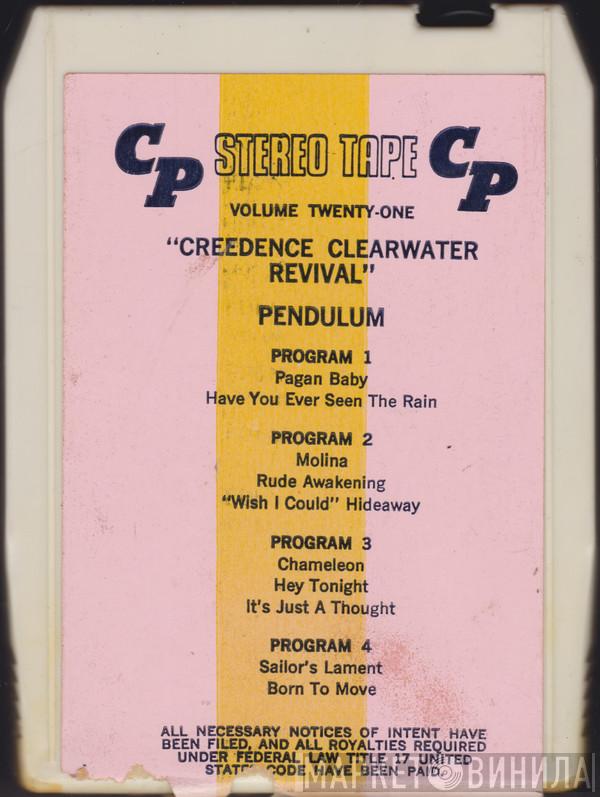 CP STEREO TAPE CP
VOLUME TWENTY-ONE
"CREEDENCE CLEARWATER
REVIVAL"
PENDULUM
PROGRAM 1
Pagan Baby
Have You Ever Seen The Rain
PROGRAM 2
Molina
Rude Awakening
"Wish I Could" Hideaway
PROGRAM 3
Chameleon
Hey Tonight
It's Just A Thought
PROGRAM 4
Sailor's Lament
Born To Move
ALL NECESSARY NOTICES OF INTENT HAVE
BEEN FILED, AND ALL ROYALTIES REQUIRED
UNDER FEDERAL LAW TITLE 17 UNITED
STATES CODE HAVE BEEN PAID
МАРКЕТ ВИНИЛА